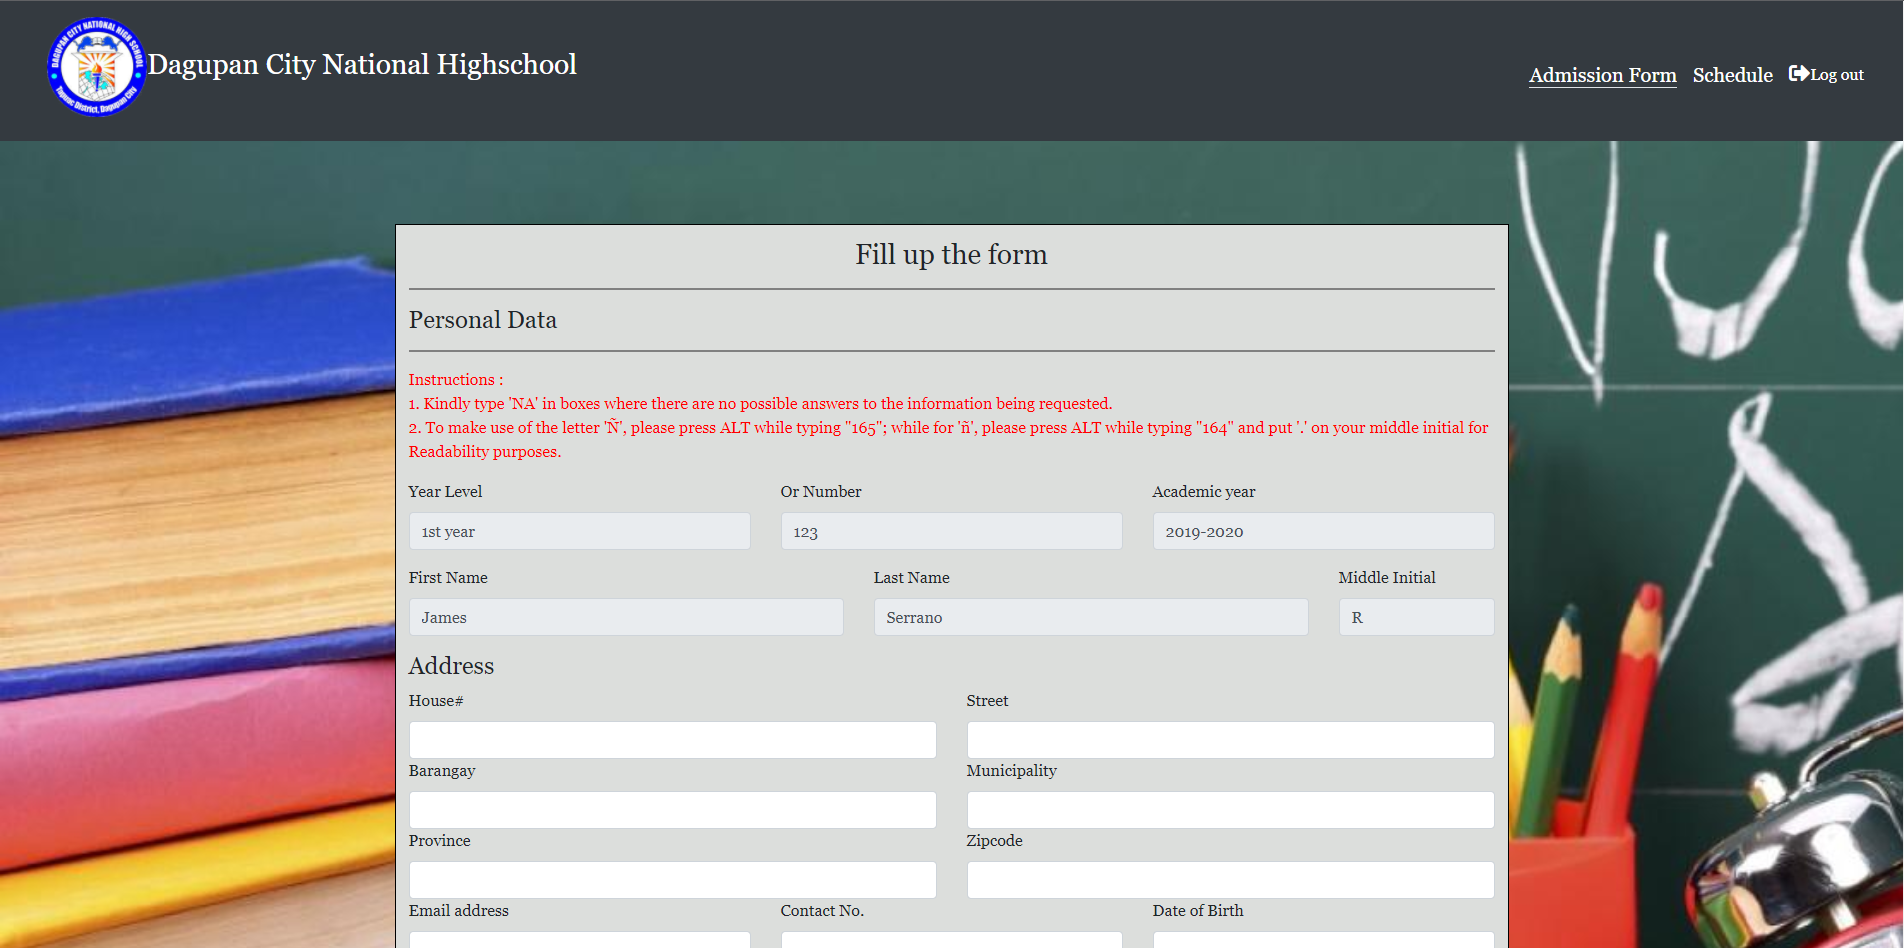 DAGUPAN CITY NATIONAL HIGH SCHOOL
Tapuac District, Dagupan City
Dagupan City National Highschool
Admission Form Schedule Log out
Fill up the form
Personal Data
Instructions :
1. Kindly type 'NA' in boxes where there are no possible answers to the information being requested.
2. To make use of the letter 'Ñ', please press ALT while typing "165"; while for 'ñ', please press ALT while typing "164" and put '.' on your middle initial for
Readability purposes.
Year Level Or Number Academic year
1st year 123 2019-2020
First Name Last Name Middle Initial
James Serrano R
Address
House# Street
Barangay Municipality
Province Zipcode
Email address Contact No. Date of Birth